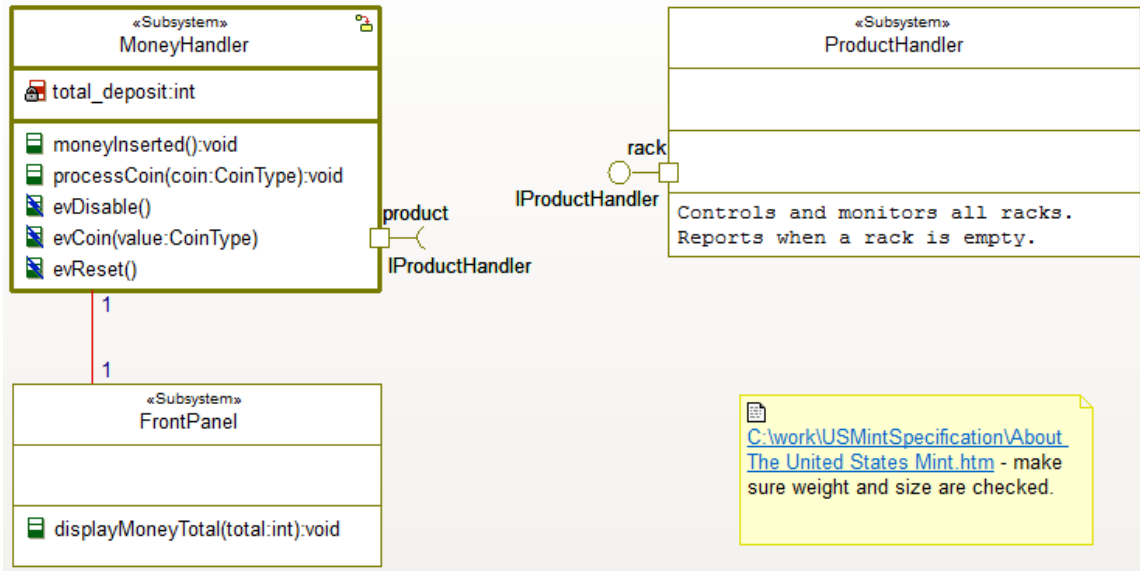 «Subsystem»
MoneyHandler
total_deposit:int
moneyInserted():void
processCoin(coin:CoinType):void
evDisable()
evCoin(value:CoinType)
evReset()
product
IProductHandler
1
1
«Subsystem»
FrontPanel
displayMoneyTotal(total:int):void
«Subsystem»
ProductHandler
rack
IProductHandler
Controls and monitors all racks.
Reports when a rack is empty.
C:\work\USMintSpecification\About
The United States Mint.htm - make
sure weight and size are checked.